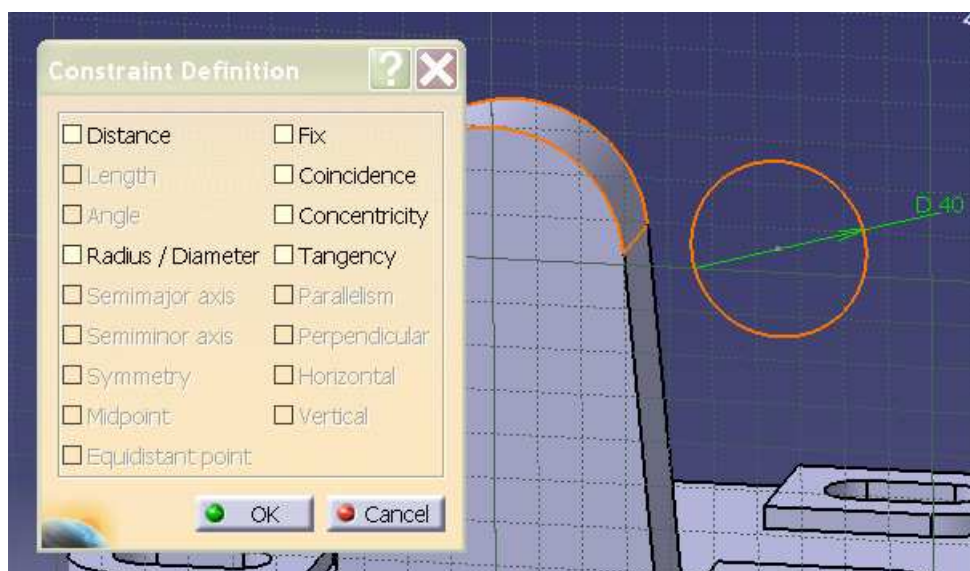 Constraint Definition
Distance
Fix
Length
Coincidence
Angle
Concentricity
Radius / Diameter
Tangency
Semimajor axis
Parallelism
Semiminor axis
Perpendicular
Symmetry
Horizontal
Midpoint
Vertical
Equidistant point
OK
Cancel
D 40